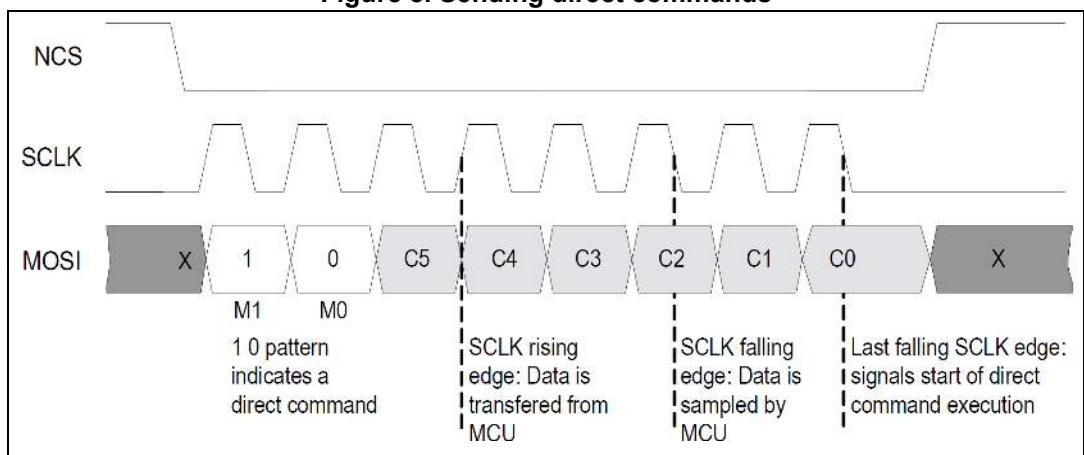 Figure 8. Sending direct commands
NCS
SCLK
MOSI
X
1
0
C5
C4
C3
C2
C1
C0
X
M1
M0
1 0 pattern
indicates a
direct command
SCLK rising
edge: Data is
transfered from
MCU
SCLK falling
edge: Data is
sampled by
MCU
Last falling SCLK edge:
signals start of direct
command execution